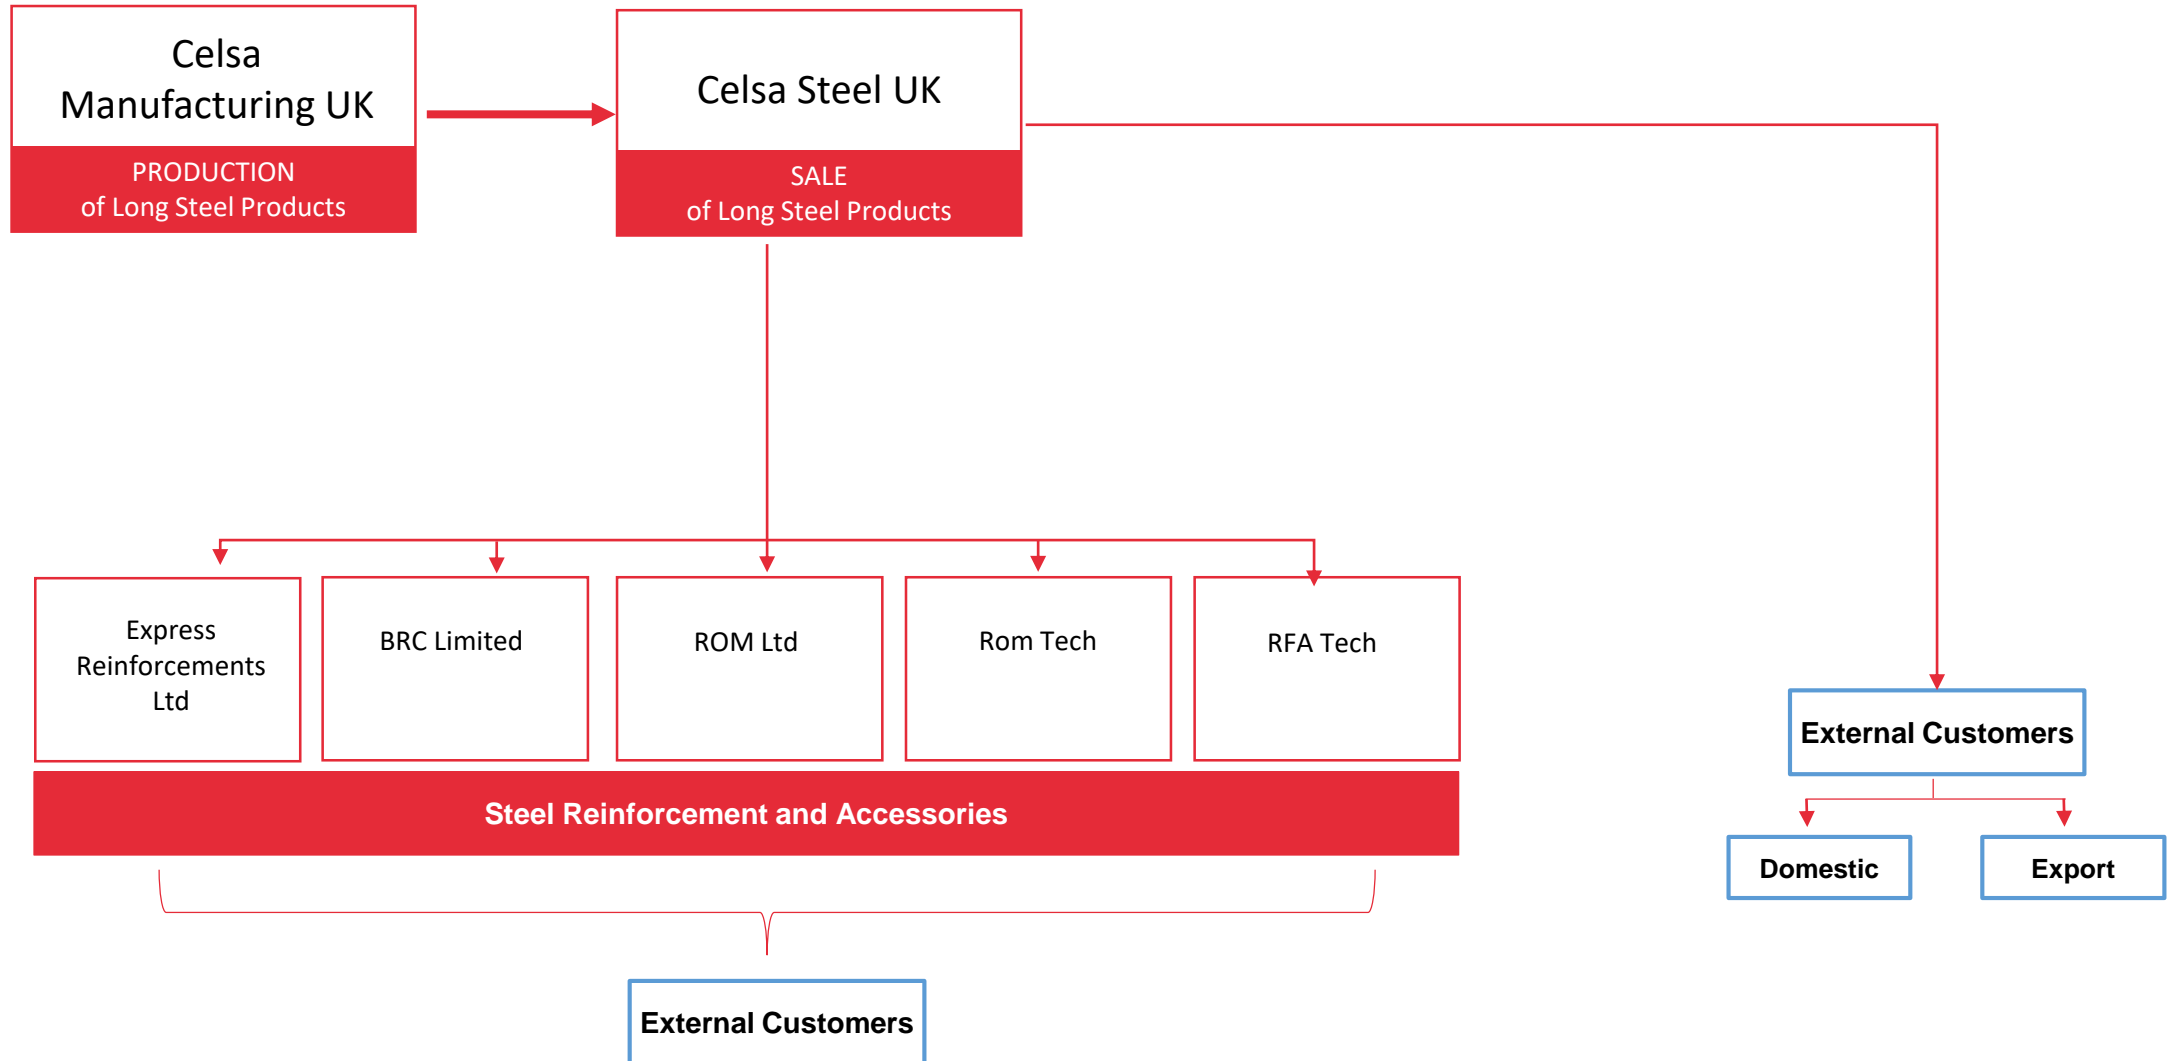 Celsa
Manufacturing UK
PRODUCTION
of Long Steel Products
Celsa Steel UK
SALE
of Long Steel Products
Express
Reinforcements
Ltd
BRC Limited
ROM Ltd
Rom Tech
RFA Tech
Steel Reinforcement and Accessories
External Customers
External Customers
Domestic
Export